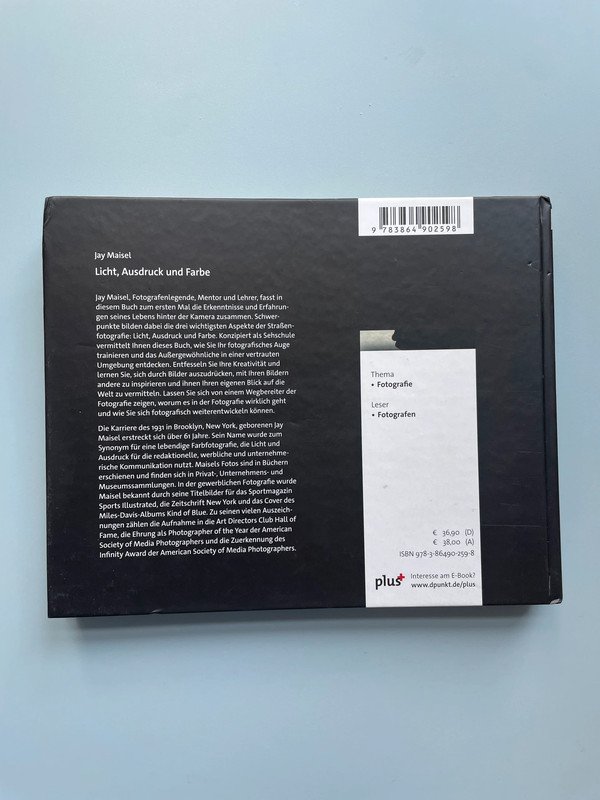 9 783864 902598
Jay Maisel
Licht, Ausdruck und Farbe
Jay Maisel, Fotografenlegende, Mentor und Lehrer, fasst in
diesem Buch zum ersten Mal die Erkenntnisse und Erfahrun-
gen seines Lebens hinter der Kamera zusammen. Schwer-
punkte bilden dabei die drei wichtigsten Aspekte der Straßen-
fotografie: Licht, Ausdruck und Farbe. Konzipiert als Sehschule
vermittelt Ihnen dieses Buch, wie Sie Ihr fotografisches Auge
trainieren und das Außergewöhnliche in einer vertrauten
Umgebung entdecken. Entfesseln Sie Ihre Kreativität und
lernen Sie, sich durch Bilder auszudrücken, mit Ihren Bildern
andere zu inspirieren und ihnen Ihren eigenen Blick auf die
Welt zu vermitteln. Lassen Sie sich von einem Wegbereiter der
Fotografie zeigen, worum es in der Fotografie wirklich geht
und wie Sie sich fotografisch weiterentwickeln können.
Die Karriere des 1931 in Brooklyn, New York, geborenen Jay
Maisel erstreckt sich über 61 Jahre. Sein Name wurde zum
Synonym für eine lebendige Farbfotografie, die Licht und
Ausdruck für die redaktionelle, werbliche und unternehme-
rische Kommunikation nutzt. Maisels Fotos sind in Büchern
erschienen und finden sich in Privat-, Unternehmens- und
Museumssammlungen. In der gewerblichen Fotografie wurde
Maisel bekannt durch seine Titelbilder für das Sportmagazin
Sports Illustrated, die Zeitschrift New York und das Cover des
Miles-Davis-Albums Kind of Blue. Zu seinen vielen Auszeich-
nungen zählen die Aufnahme in die Art Directors Club Hall of
Fame, die Ehrung als Photographer of the Year der American
Society of Media Photographers und die Zuerkennung des
Infinity Award der American Society of Media Photographers.
Thema
• Fotografie
Leser
• Fotografen
€ 36,90 (D)
€ 38,00 (A)
ISBN 978-3-86490-259-8
plus+
Interesse am E-Book?
www.dpunkt.de/plus